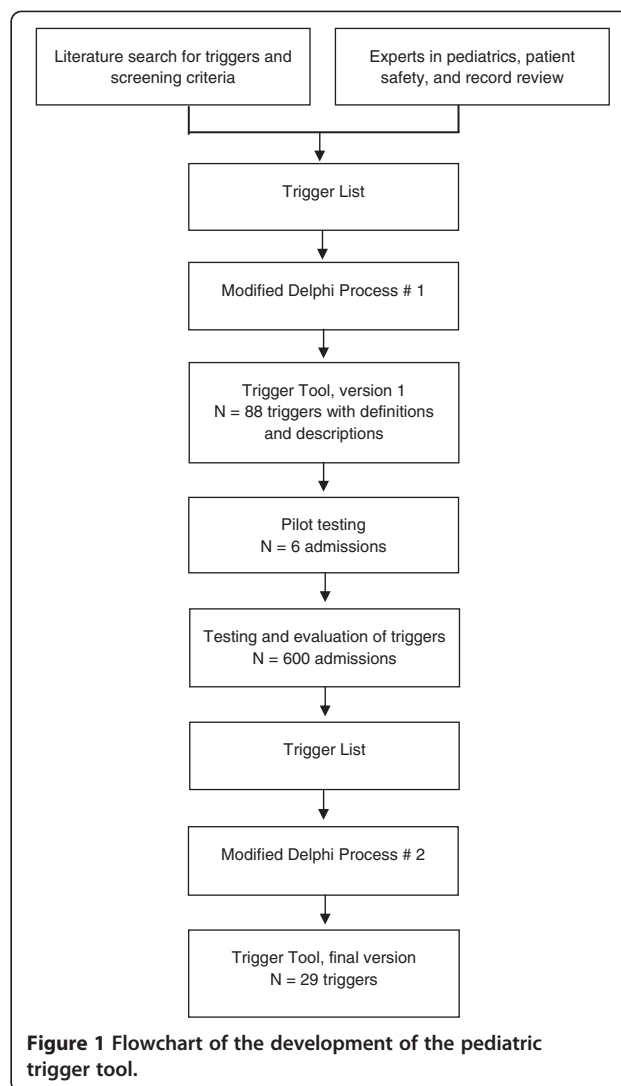 Literature search for triggers and
screening criteria
Experts in pediatrics, patient
safety, and record review
Trigger List
Modified Delphi Process # 1
Trigger Tool, version 1
N = 88 triggers with definitions
and descriptions
Pilot testing
N = 6 admissions
Testing and evaluation of triggers
N = 600 admissions
Trigger List
Modified Delphi Process # 2
Trigger Tool, final version
N = 29 triggers
Figure 1 Flowchart of the development of the pediatric
trigger tool.